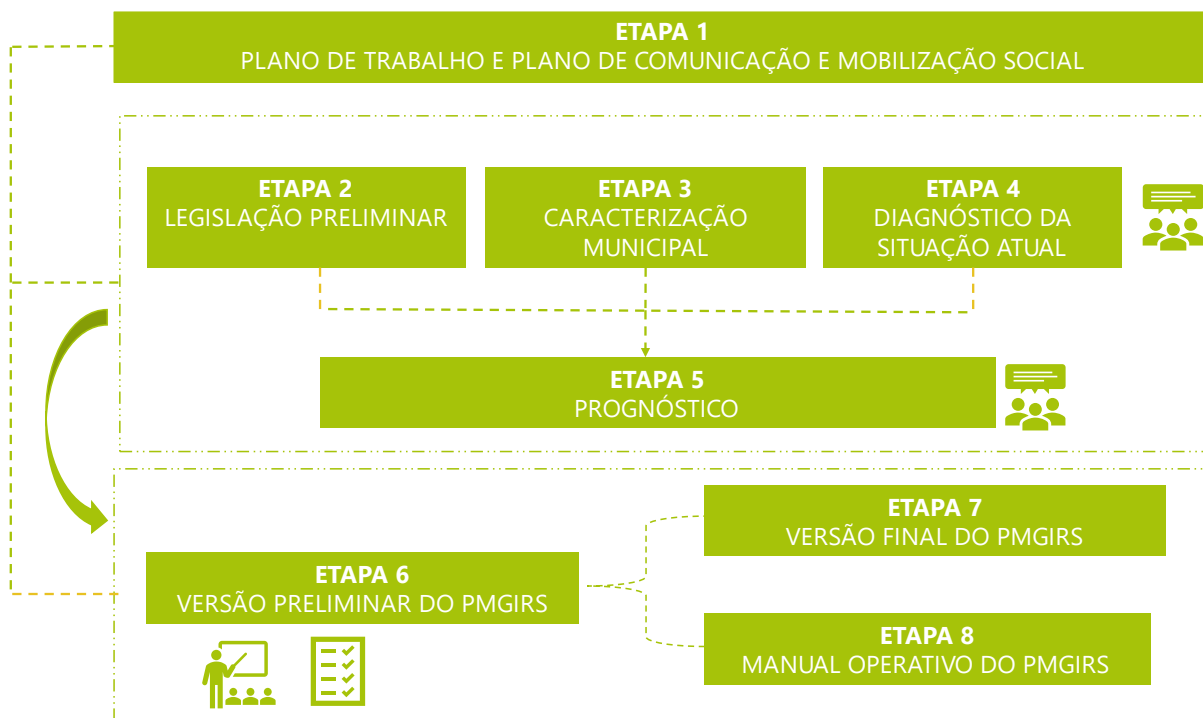 ETAPA 1
PLANO DE TRABALHO E PLANO DE COMUNICAÇÃO E MOBILIZAÇÃO SOCIAL
ETAPA 2
LEGISLAÇÃO PRELIMINAR
ETAPA 3
CARACTERIZAÇÃO
MUNICIPAL
ETAPA 4
DIAGNÓSTICO DA
SITUAÇÃO ATUAL
ETAPA 5
PROGNÓSTICO
ETAPA 6
VERSÃO PRELIMINAR DO PMGIRS
ETAPA 7
VERSÃO FINAL DO PMGIRS
ETAPA 8
MANUAL OPERATIVO DO PMGIRS